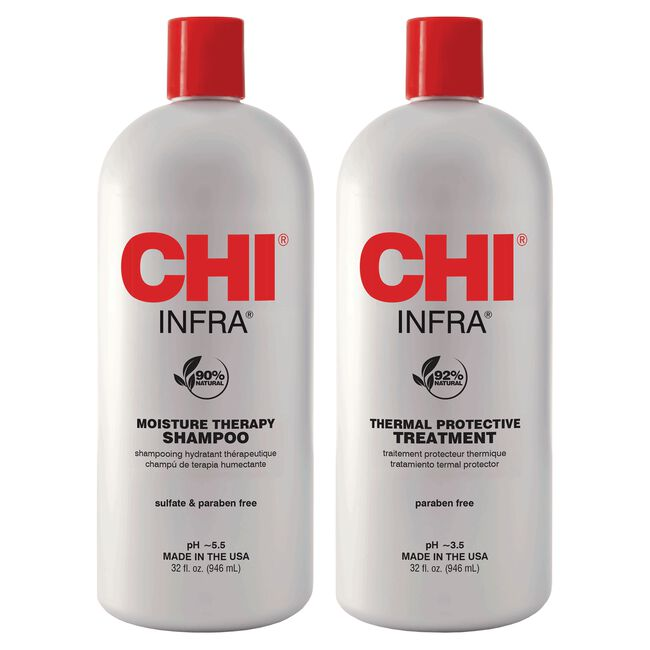 CHI®
INFRA®
90%
NATURAL
MOISTURE THERAPY
SHAMPOO
shampooing hydratant thérapeutique
champú de terapia humectante
sulfate & paraben free
pH ~5.5
MADE IN THE USA
32 fl. oz. (946 mL)
CHI®
INFRA®
92%
NATURAL
THERMAL PROTECTIVE
TREATMENT
traitement protecteur thermique
tratamiento termal protector
paraben free
pH ~3.5
MADE IN THE USA
32 fl. oz. (946 mL)